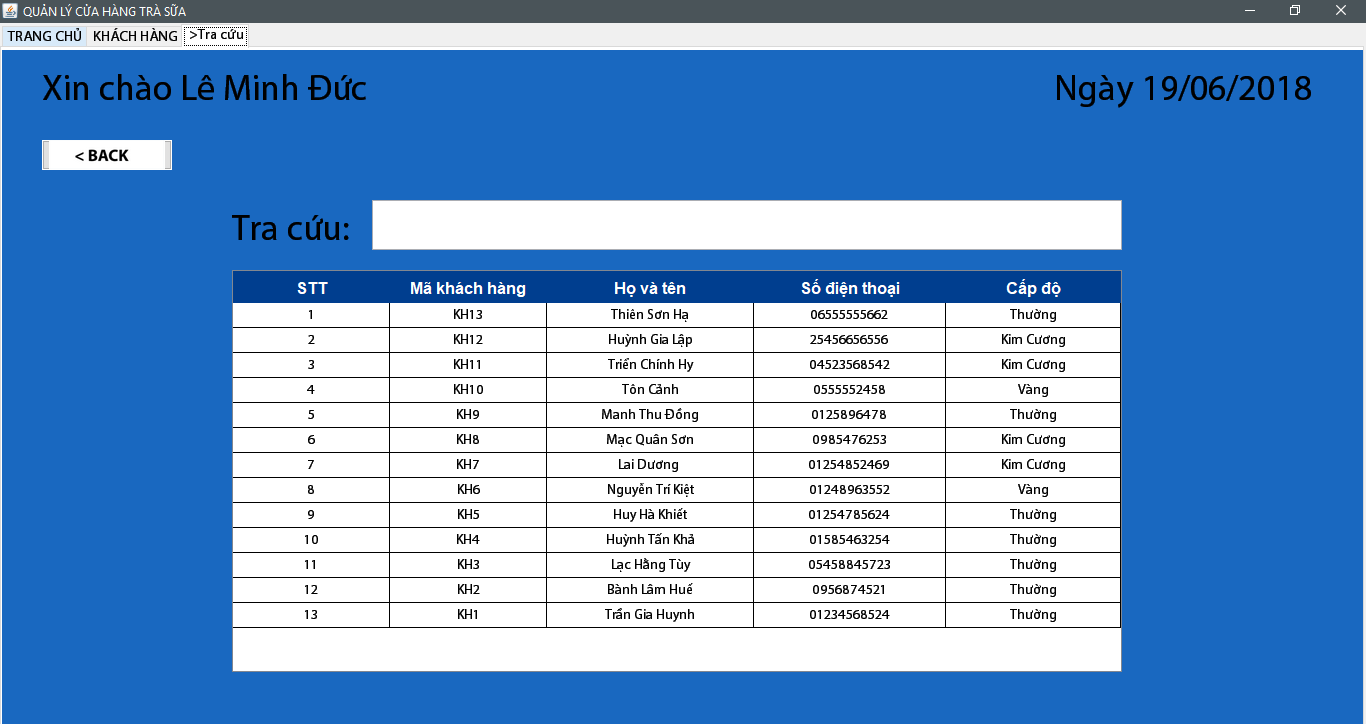 QUẢN LÝ CỬA HÀNG TRÀ SỮA
TRANG CHỦ KHÁCH HÀNG >Tra cứu
Xin chào Lê Minh Đức Ngày 19/06/2018
< BACK
Tra cứu:
STT Mã khách hàng Họ và tên Số điện thoại Cấp độ
1 KH13 Thiên Sơn Hạ 06555555662 Thường
2 KH12 Huỳnh Gia Lập 25456656556 Kim Cương
3 KH11 Triển Chính Hy 04523568542 Kim Cương
4 KH10 Tôn Cảnh 0555552458 Vàng
5 KH9 Manh Thu Đồng 0125896478 Thường
6 KH8 Mạc Quân Sơn 0985476253 Kim Cương
7 KH7 Lai Dương 01254852469 Kim Cương
8 KH6 Nguyễn Trí Kiệt 01248963552 Vàng
9 KH5 Huy Hà Khiết 01254785624 Thường
10 KH4 Huỳnh Tấn Khả 01585463254 Thường
11 KH3 Lạc Hằng Tùy 05458845723 Thường
12 KH2 Bành Lâm Huế 0956874521 Thường
13 KH1 Trần Gia Huynh 01234568524 Thường